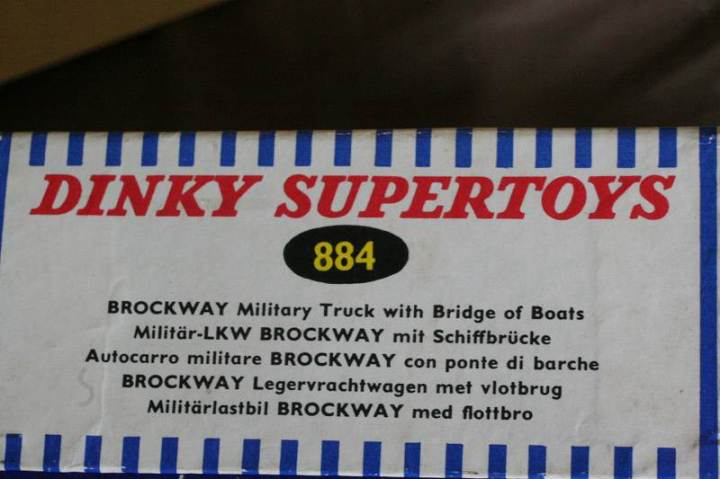 DINKY SUPERTOYS
884
BROCKWAY Military Truck with Bridge of Boats
Militär-LKW BROCKWAY mit Schiffbrücke
Autocarro militare BROCKWAY con ponte di barche
BROCKWAY Legervrachtwagen met vlotbrug
Militärlastbil BROCKWAY med flottbro